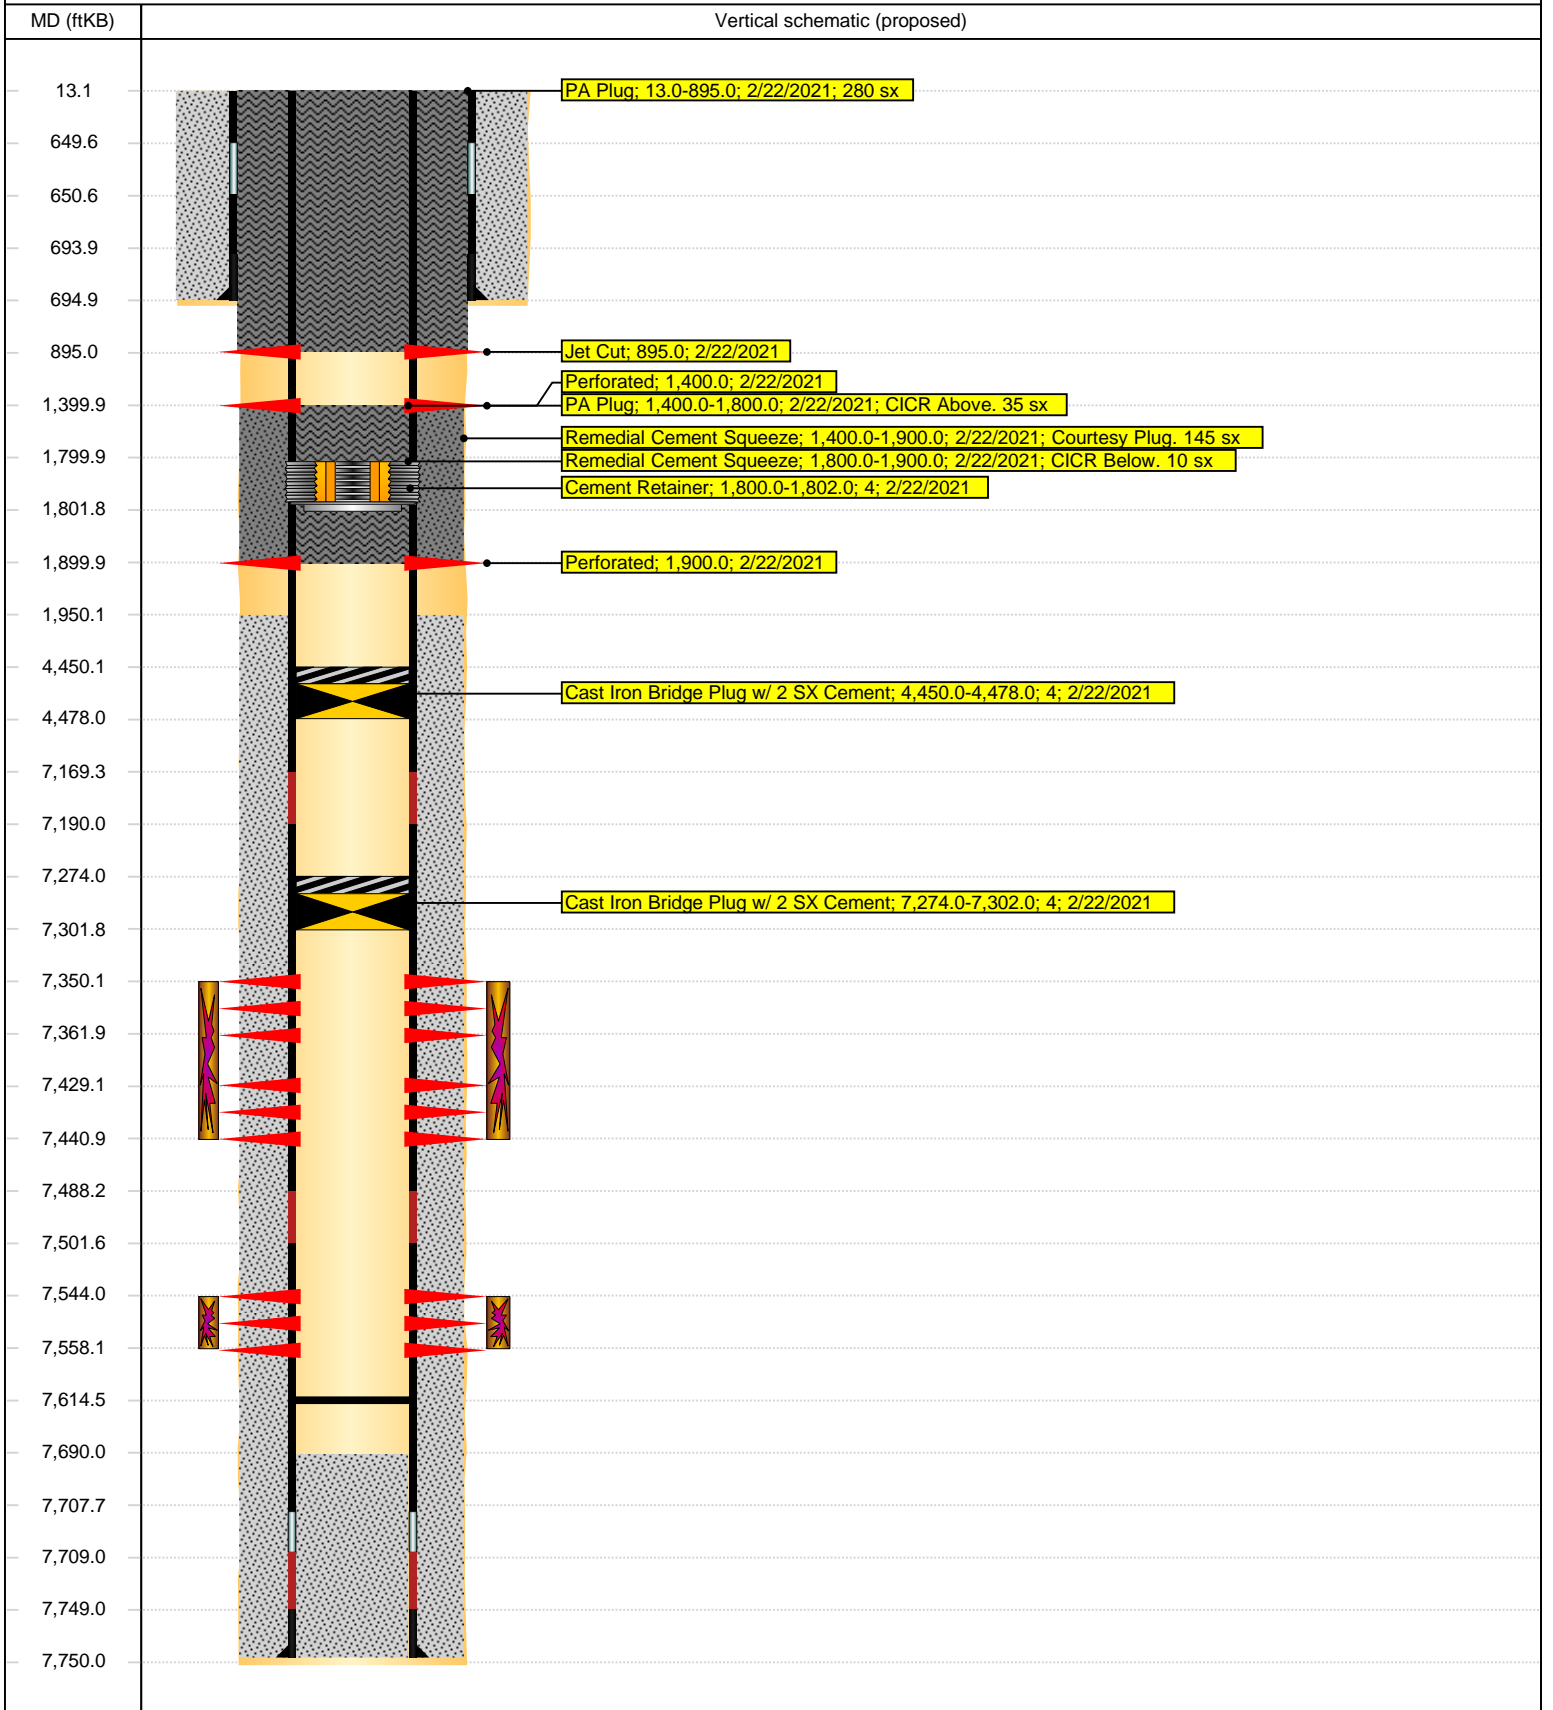 MD (ftKB)
Vertical schematic (proposed)
13.1
PA Plug; 13.0-895.0; 2/22/2021; 280 sx
649.6
650.6
693.9
694.9
895.0
Jet Cut; 895.0; 2/22/2021
Perforated; 1,400.0; 2/22/2021
1,399.9
PA Plug; 1,400.0-1,800.0; 2/22/2021; CICR Above. 35 sx
Remedial Cement Squeeze; 1,400.0-1,900.0; 2/22/2021; Courtesy Plug. 145 sx
1,799.9
Remedial Cement Squeeze; 1,800.0-1,900.0; 2/22/2021; CICR Below. 10 sx
Cement Retainer; 1,800.0-1,802.0; 4; 2/22/2021
1,801.8
1,899.9
Perforated; 1,900.0; 2/22/2021
1,950.1
4,450.1
Cast Iron Bridge Plug w/ 2 SX Cement; 4,450.0-4,478.0; 4; 2/22/2021
4,478.0
7,169.3
7,190.0
7,274.0
Cast Iron Bridge Plug w/ 2 SX Cement; 7,274.0-7,302.0; 4; 2/22/2021
7,301.8
7,350.1
7,361.9
7,429.1
7,440.9
7,488.2
7,501.6
7,544.0
7,558.1
7,614.5
7,690.0
7,707.7
7,709.0
7,749.0
7,750.0